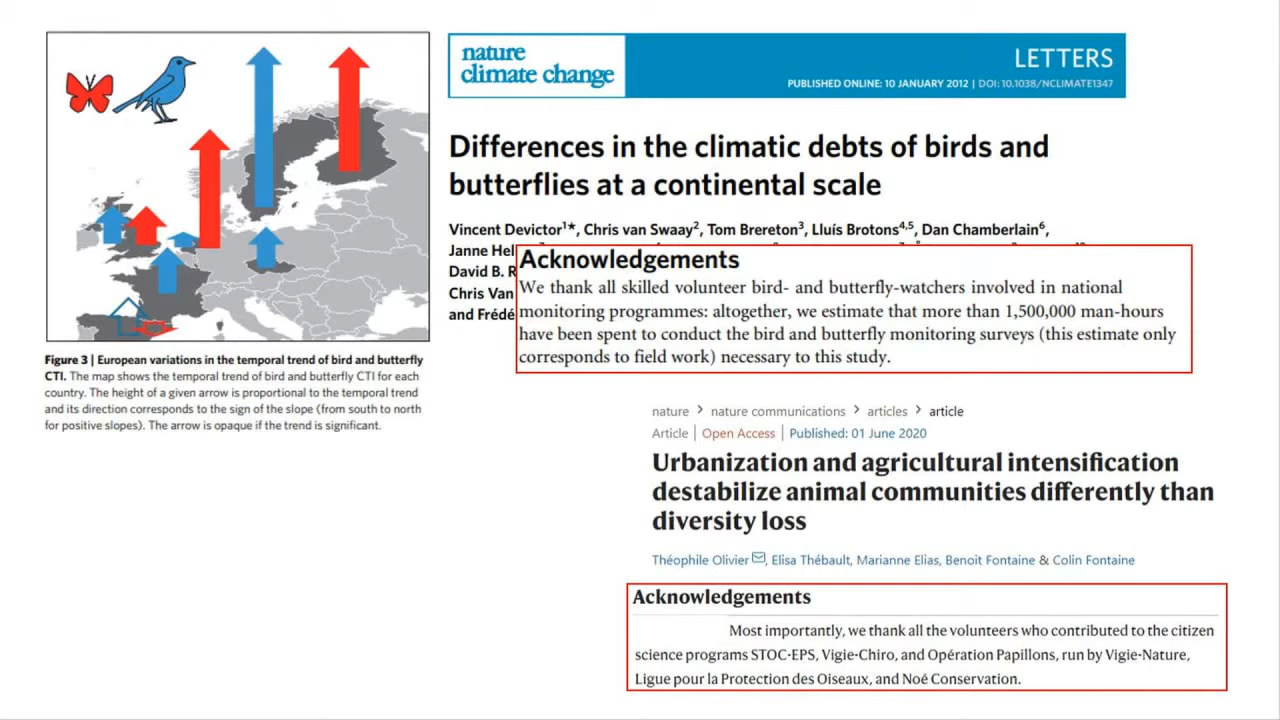 nature
climate change
LETTERS
PUBLISHED ONLINE: 10 JANUARY 2012 | DOI: 10.1038/NCLIMATE1347
Differences in the climatic debts of birds and
butterflies at a continental scale
Vincent Devictor1*, Chris van Swaay2, Tom Brereton3, Lluís Brotons4,5, Dan Chamberlain6,
Janne Hel
David B. R
Chris Van
and Frédé
Acknowledgements
We thank all skilled volunteer bird- and butterfly-watchers involved in national
monitoring programmes: altogether, we estimate that more than 1,500,000 man-hours
have been spent to conduct the bird and butterfly monitoring surveys (this estimate only
corresponds to field work) necessary to this study.
Figure 3 | European variations in the temporal trend of bird and butterfly
CTI. The map shows the temporal trend of bird and butterfly CTI for each
country. The height of a given arrow is proportional to the temporal trend
and its direction corresponds to the sign of the slope (from south to north
for positive slopes). The arrow is opaque if the trend is significant.
nature > nature communications > articles > article
Article | Open Access | Published: 01 June 2020
Urbanization and agricultural intensification
destabilize animal communities differently than
diversity loss
Théophile Olivier, Elisa Thébault, Marianne Elias, Benoit Fontaine & Colin Fontaine
Acknowledgements
Most importantly, we thank all the volunteers who contributed to the citizen
science programs STOC-EPS, Vigie-Chiro, and Opération Papillons, run by Vigie-Nature,
Ligue pour la Protection des Oiseaux, and Noé Conservation.